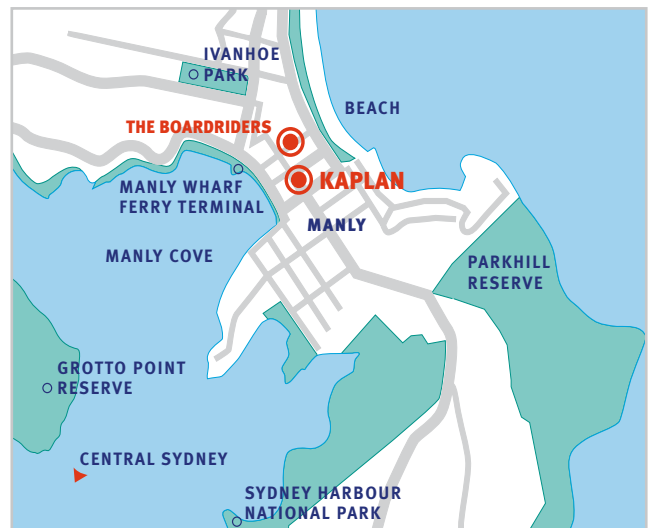 IVANHOE
PARK
BEACH
THE BOARDRIDERS
KAPLAN
MANLY WHARF
FERRY TERMINAL
MANLY
MANLY COVE
PARKHILL
RESERVE
GROTTO POINT
RESERVE
CENTRAL SYDNEY
SYDNEY HARBOUR
NATIONAL PARK